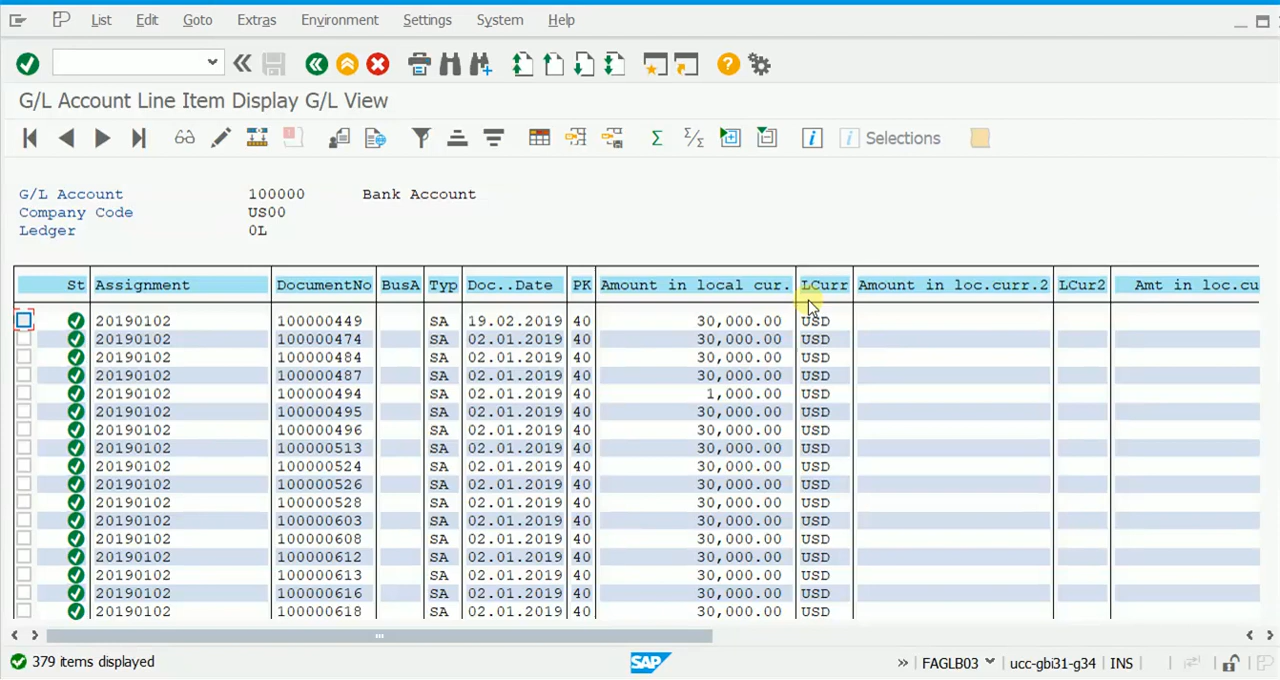 List Edit Goto Extras Environment Settings System Help
G/L Account Line Item Display G/L View
Selections
G/L Account 100000 Bank Account
Company Code US00
Ledger 0L
St Assignment DocumentNo BusA Typ Doc..Date PK Amount in local cur. LCurr Amount in loc.curr.2 LCur2 Amt in loc.cu
20190102 100000449 SA 19.02.2019 40 30,000.00 USD
20190102 100000474 SA 02.01.2019 40 30,000.00 USD
20190102 100000484 SA 02.01.2019 40 30,000.00 USD
20190102 100000487 SA 02.01.2019 40 30,000.00 USD
20190102 100000494 SA 02.01.2019 40 1,000.00 USD
20190102 100000495 SA 02.01.2019 40 30,000.00 USD
20190102 100000496 SA 02.01.2019 40 30,000.00 USD
20190102 100000513 SA 02.01.2019 40 30,000.00 USD
20190102 100000524 SA 02.01.2019 40 30,000.00 USD
20190102 100000526 SA 02.01.2019 40 30,000.00 USD
20190102 100000528 SA 02.01.2019 40 30,000.00 USD
20190102 100000603 SA 02.01.2019 40 30,000.00 USD
20190102 100000608 SA 02.01.2019 40 30,000.00 USD
20190102 100000612 SA 02.01.2019 40 30,000.00 USD
20190102 100000613 SA 02.01.2019 40 30,000.00 USD
20190102 100000616 SA 02.01.2019 40 30,000.00 USD
20190102 100000618 SA 02.01.2019 40 30,000.00 USD
379 items displayed SAP FAGLB03 ucc-gbi31-g34 INS